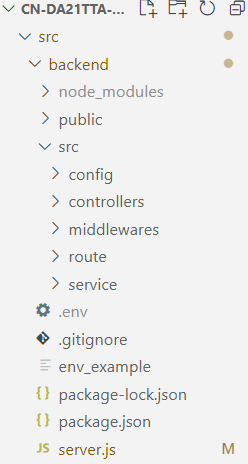 CN-DA21TTA-...
src
backend
node_modules
public
src
config
controllers
middlewares
route
service
.env
.gitignore
env_example
{} package-lock.json
{} package.json
JS server.js M